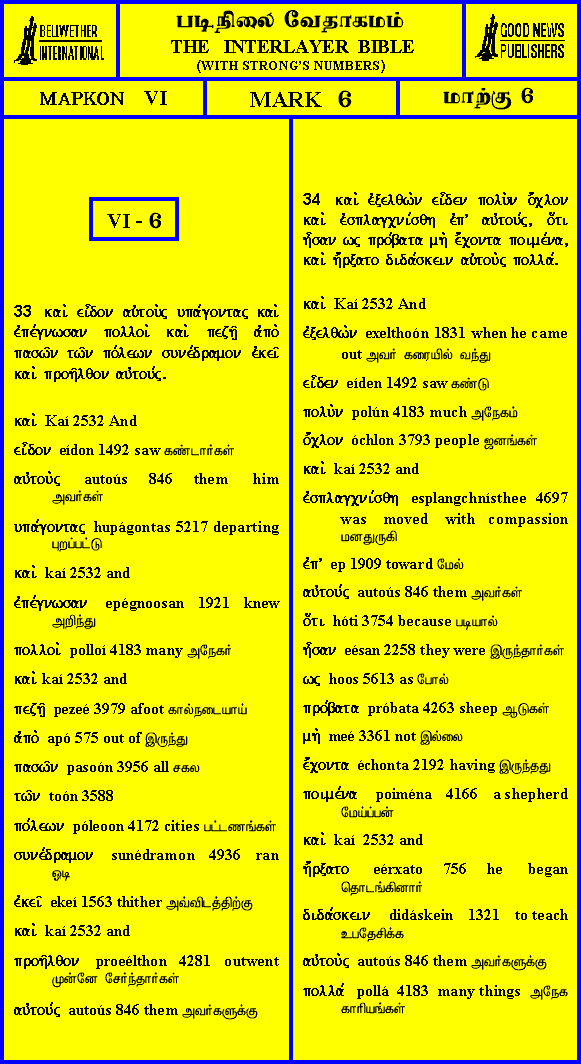 BELLWETHER
INTERNATIONAL
படிநிலை வேதாகமம்
THE INTERLAYER BIBLE
(WITH STRONG'S NUMBERS)
GOOD NEWS
PUBLISHERS
ΜΑΡΚΟΝ VI
MARK 6
மாற்கு 6
VI - 6
33 καὶ εἶδον αὐτοὺς υπάγοντας καὶ
ἐπέγνωσαν πολλοὶ καὶ πεζῇ ἀπὸ
πασῶν τῶν πόλεων συνέδραμον ἐκεῖ
καὶ προῆλθον αὐτούς.
καὶ Kaí 2532 And
εἶδον eídon 1492 saw கண்டார்கள்
αὐτοὺς autoús 846 them him
அவர்கள்
υπάγοντας hupágontas 5217 departing
புறப்பட்டு
καὶ kaí 2532 and
ἐπέγνωσαν epégnoosan 1921 knew
அறிந்து
πολλοὶ polloí 4183 many அநேகர்
καὶ kaí 2532 and
πεζῇ pezeé 3979 afoot கால்நடையாய்
ἀπὸ apó 575 out of இருந்து
πασῶν pasoón 3956 all சகல
τῶν toón 3588
πόλεων póleoon 4172 cities பட்டணங்கள்
συνέδραμον sunédramon 4936 ran
ஓடி
ἐκεῖ ekeí 1563 thither அவ்விடத்திற்கு
καὶ kaí 2532 and
προῆλθον proeélthon 4281 outwent
முன்னே சேர்ந்தார்கள்
αὐτούς autoús 846 them அவர்களுக்கு
34 καὶ ἐξελθὼν εἶδεν πολὺν ὄχλον
καὶ ἐσπλαγχνίσθη ἐπ' αὐτούς, ὅτι
ἦσαν ως πρόβατα μὴ ἔχοντα ποιμένα,
καὶ ἤρξατο διδάσκειν αὐτοὺς πολλά.
καὶ Kaí 2532 And
ἐξελθὼν exelthoón 1831 when he came
out அவர் கரையில் வந்து
εἶδεν eíden 1492 saw கண்டு
πολὺν polún 4183 much அநேகம்
ὄχλον óchlon 3793 people ஜனங்கள்
καὶ kaí 2532 and
ἐσπλαγχνίσθη esplangchnísthee 4697
was moved with compassion
மனதுருகி
ἐπ' ep 1909 toward மேல்
αὐτούς autoús 846 them அவர்கள்
ὅτι hóti 3754 because படியால்
ἦσαν eésan 2258 they were இருந்தார்கள்
ως hoos 5613 as போல்
πρόβατα próbata 4263 sheep ஆடுகள்
μὴ meé 3361 not இல்லை
ἔχοντα échonta 2192 having இருந்தது
ποιμένα poiména 4166 a shepherd
மேய்ப்பன்
καὶ kaí 2532 and
ἤρξατο eérxato 756 he began
தொடங்கினார்
διδάσκειν didáskein 1321 to teach
உபதேசிக்க
αὐτοὺς autoús 846 them அவர்களுக்கு
πολλά pollá 4183 many things அநேக
காரியங்கள்